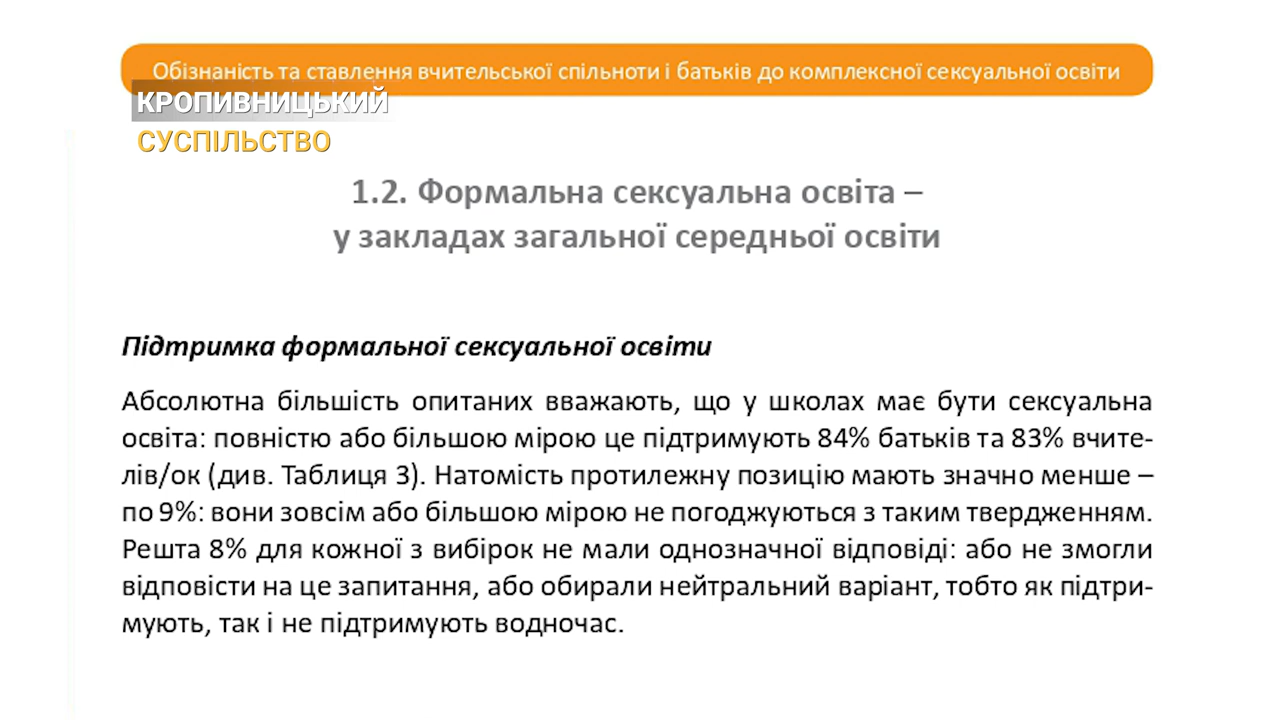 Обізнаність та ставлення вчительської спільноти і батьків до комплексної сексуальної освіти
КРОПИВНИЦЬКИЙ
СУСПІЛЬСТВО
1.2. Формальна сексуальна освіта –
у закладах загальної середньої освіти
Підтримка формальної сексуальної освіти
Абсолютна більшість опитаних вважають, що у школах має бути сексуальна
освіта: повністю або більшою мірою це підтримують 84% батьків та 83% вчите-
лів/ок (див. Таблиця 3). Натомість протилежну позицію мають значно менше –
по 9%: вони зовсім або більшою мірою не погоджуються з таким твердженням.
Решта 8% для кожної з вибірок не мали однозначної відповіді: або не змогли
відповісти на це запитання, або обирали нейтральний варіант, тобто як підтри-
мують, так і не підтримують водночас.